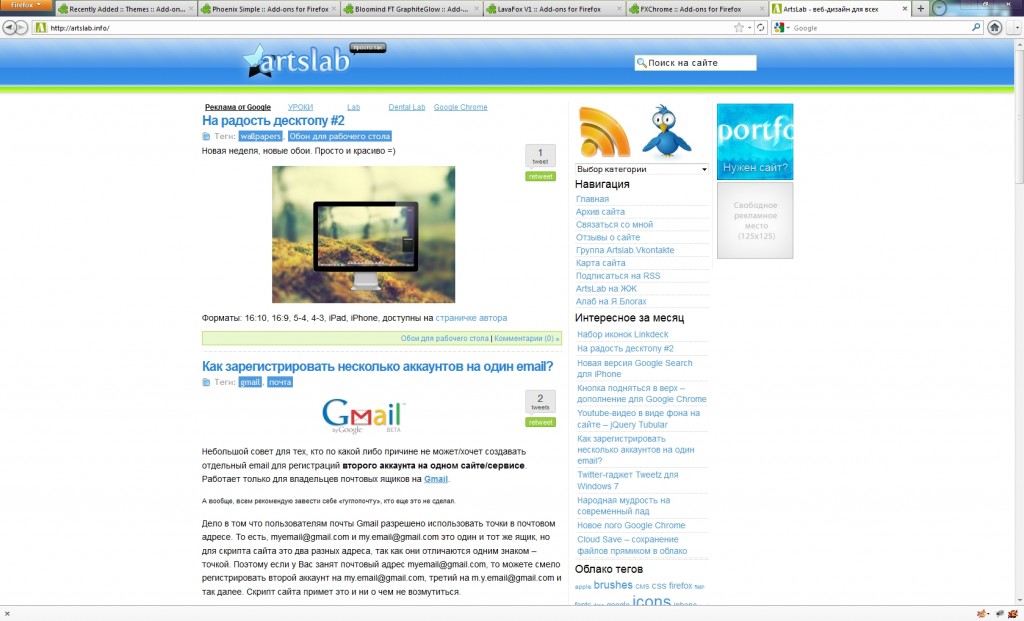 Firefox
Recently Added :: Themes :: Add-on...
Phoenix Simple :: Add-ons for Firefox
Bloomind FT GraphiteGlow :: Add-...
LavaFox V1 :: Add-ons for Firefox
FXChrome :: Add-ons for Firefox
ArtsLab - веб-дизайн для всех
http://artslab.info/
Google
artslab
просто так
Поиск на сайте
Реклама от Google
УРОКИ
Lab
Dental Lab
Google Chrome
На радость десктопу #2
Теги: wallpapers, Обои для рабочего стола
Новая неделя, новые обои. Просто и красиво =)
1
tweet
retweet
Форматы: 16:10, 16:9, 5-4, 4-3, iPad, iPhone, доступны на страничке автора
Обои для рабочего стола | Комментарии (0) »
Как зарегистрировать несколько аккаунтов на один email?
Теги: gmail, почта
2
tweets
retweet
Gmail
by Google BETA
Небольшой совет для тех, кто по какой либо причине не может/хочет создавать
отдельный email для регистраций второго аккаунта на одном сайте/сервисе.
Работает только для владельцев почтовых ящиков на Gmail.
А вообще, всем рекомендую завести себе «гуглопочту», кто еще это не сделал.
Дело в том что пользователям почты Gmail разрешено использовать точки в почтовом
адресе. То есть, myemail@gmail.com и my.email@gmail.com это один и тот же ящик, но
для скрипта сайта это два разных адреса, так как они отличаются одним знаком –
точкой. Поэтому если у Вас занят почтовый адрес myemail@gmail.com, то можете смело
регистрировать второй аккаунт на my.email@gmail.com, третий на m.y.email@gmail.com и
так далее. Скрипт сайта примет это и ни о чем не возмутиться.
Выбор категории
Навигация
Главная
Архив сайта
Связаться со мной
Отзывы о сайте
Группа Artslab.Vkontakte
Карта сайта
Подписаться на RSS
ArtsLab на ЖЖ
Алаб на Я Блогах
Интересное за месяц
Набор иконок Linkdeck
На радость десктопу #2
Новая версия Google Search
для iPhone
Кнопка подняться в верх –
дополнение для Google Chrome
Youtube-видео в виде фона на
сайте – jQuery Tubular
Как зарегистрировать
несколько аккаунтов на один
email?
Twitter-гаджет Tweetz для
Windows 7
Народная мудрость на
современный лад
Новое лого Google Chrome
Cloud Save – сохранение
файлов прямиком в облако
Облако тегов
apple brushes CMS CSS firefox
fonts google icons iphone
portfo
Нужен сайт?
Свободное
рекламное
место
(125x125)